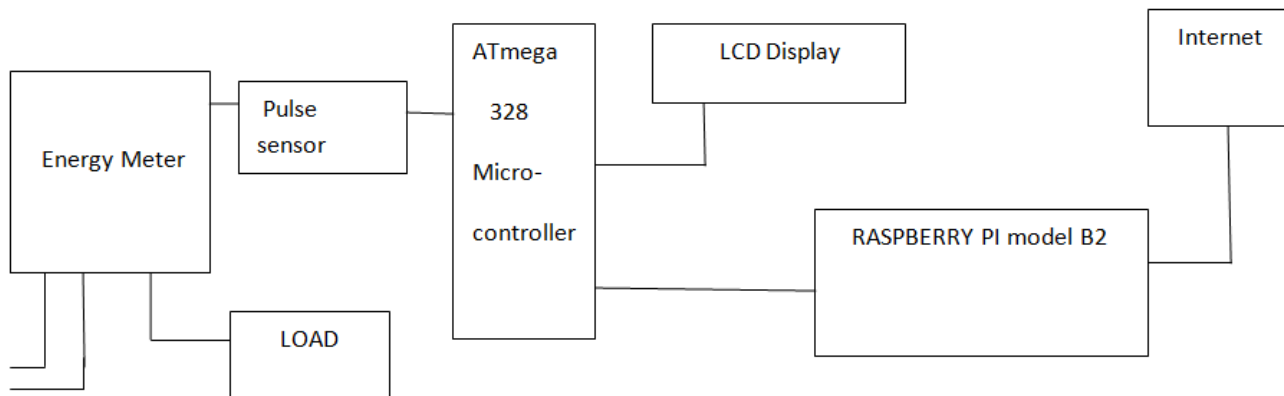 Energy Meter
Pulse
sensor
LOAD
ATmega
328
Micro-
controller
LCD Display
RASPBERRY PI model B2
Internet